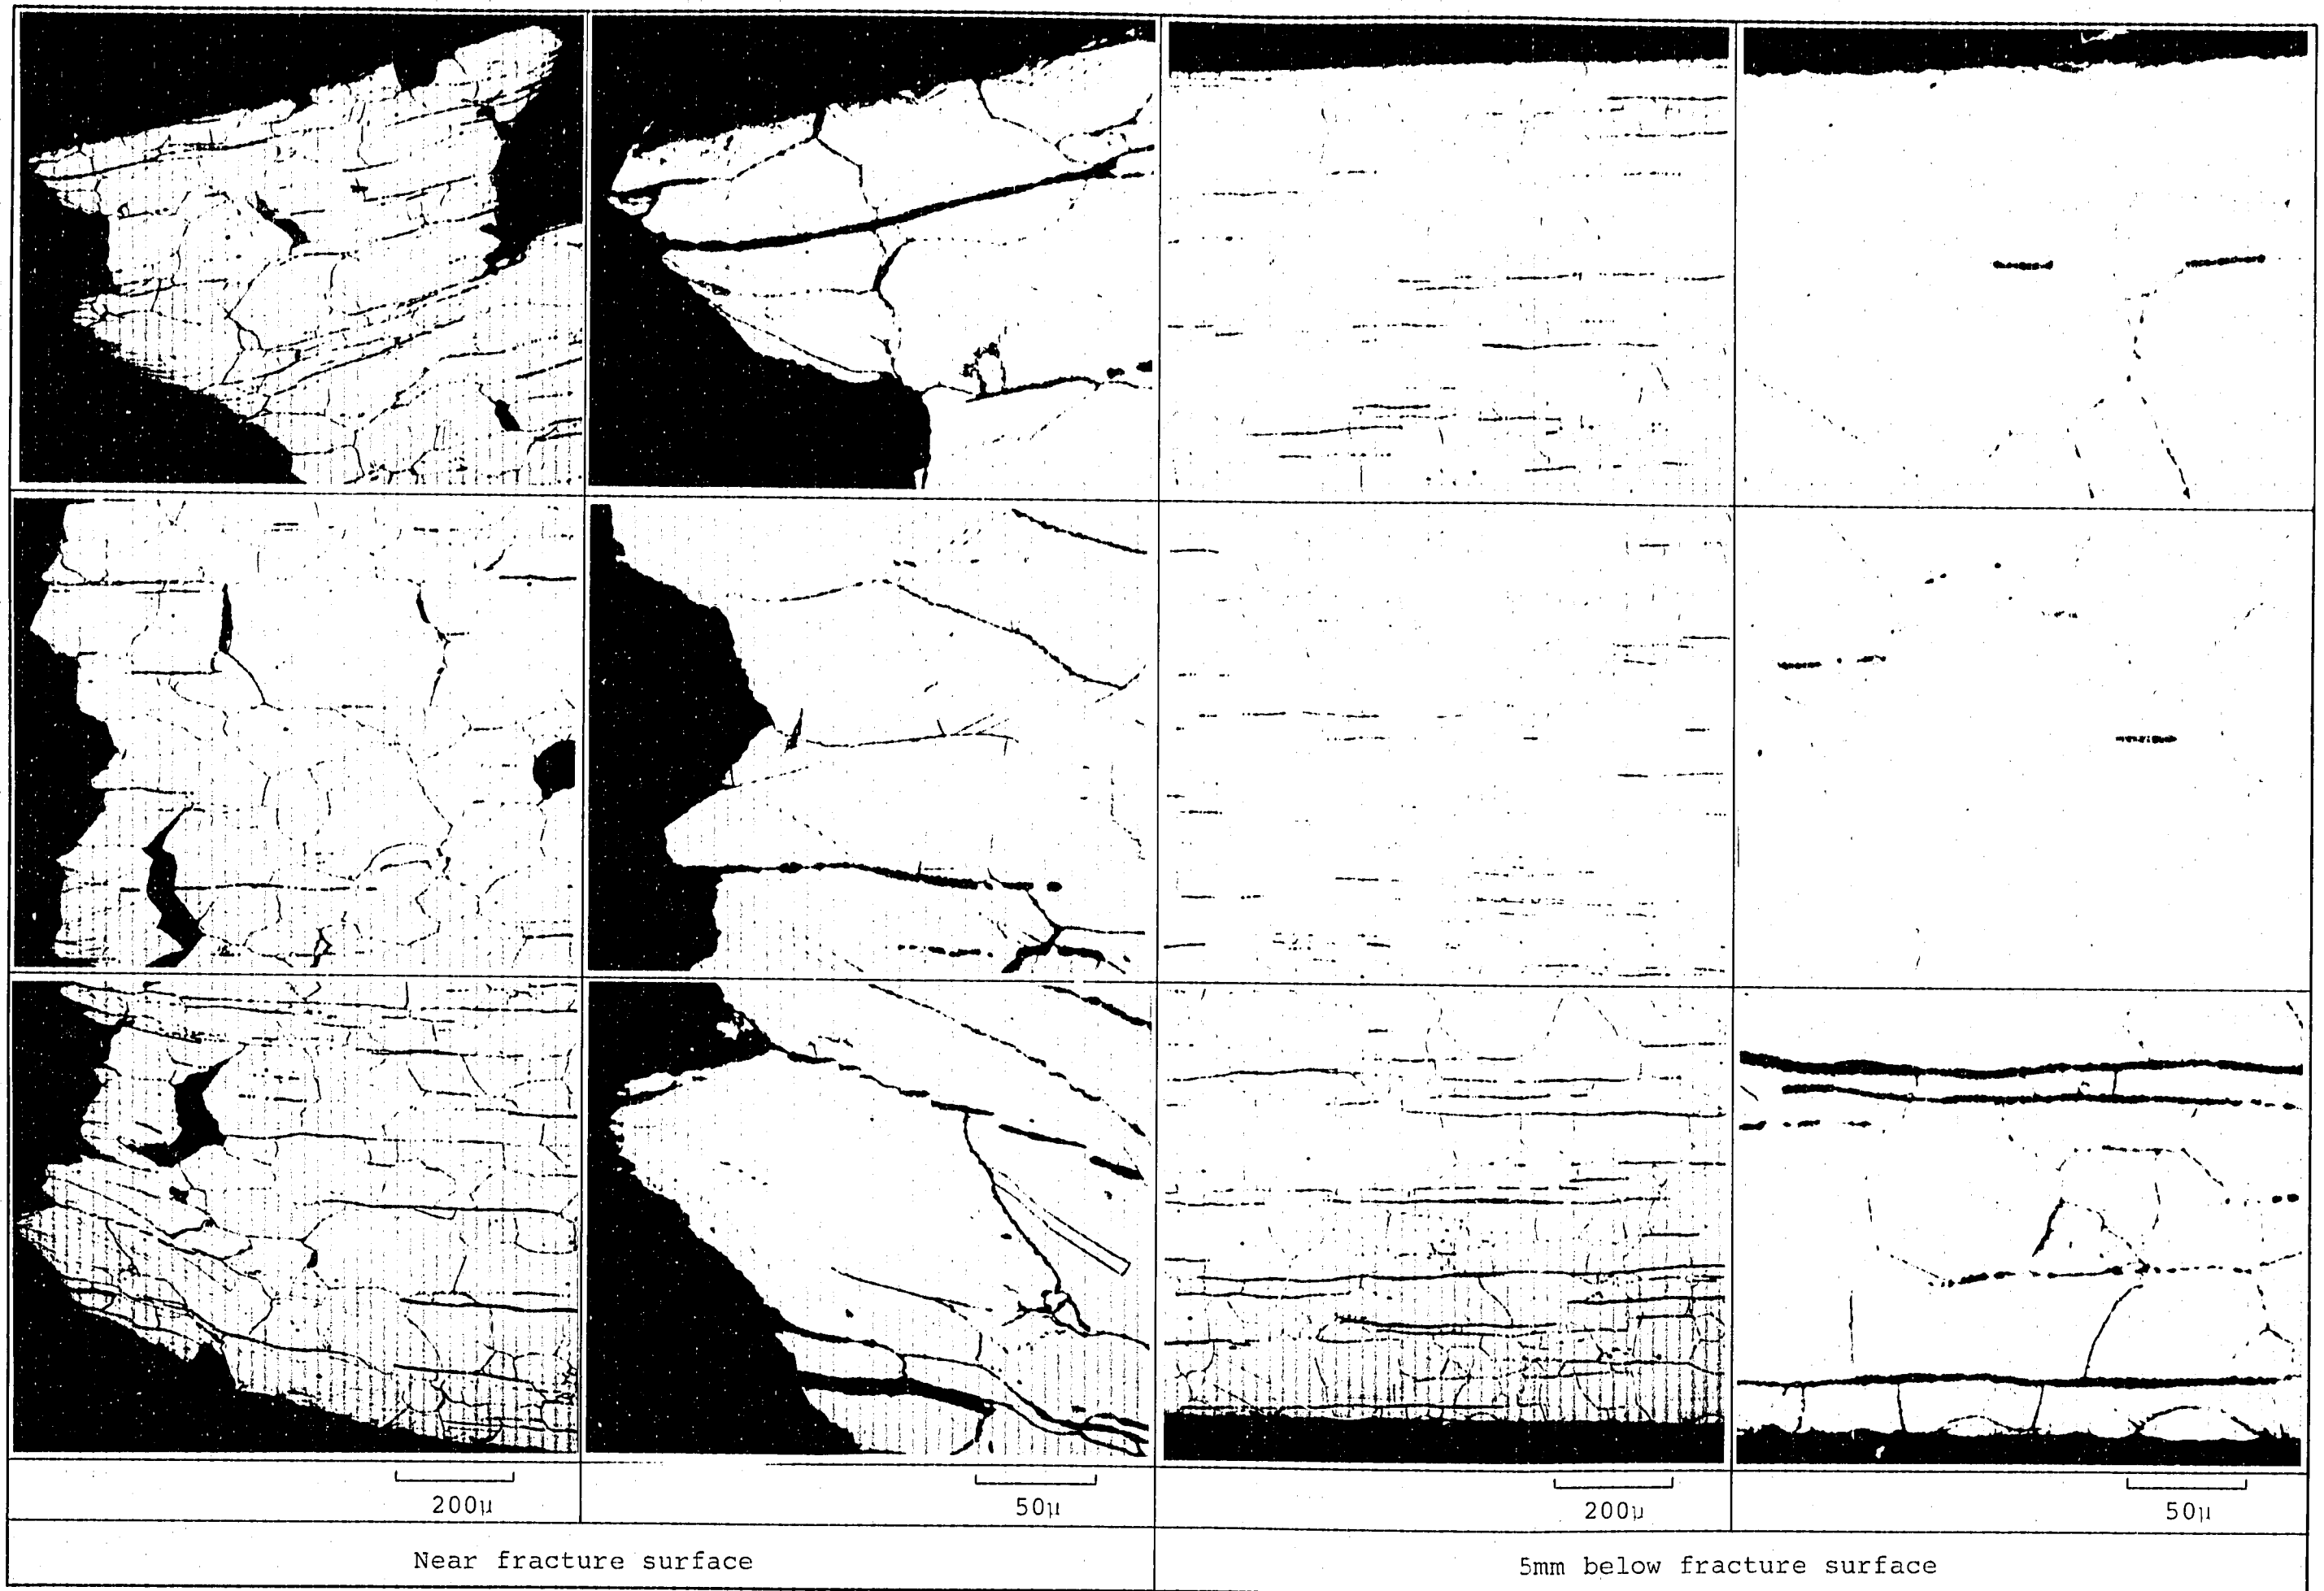 200μ 50μ 200μ 50μ
Near fracture surface 5mm below fracture surface